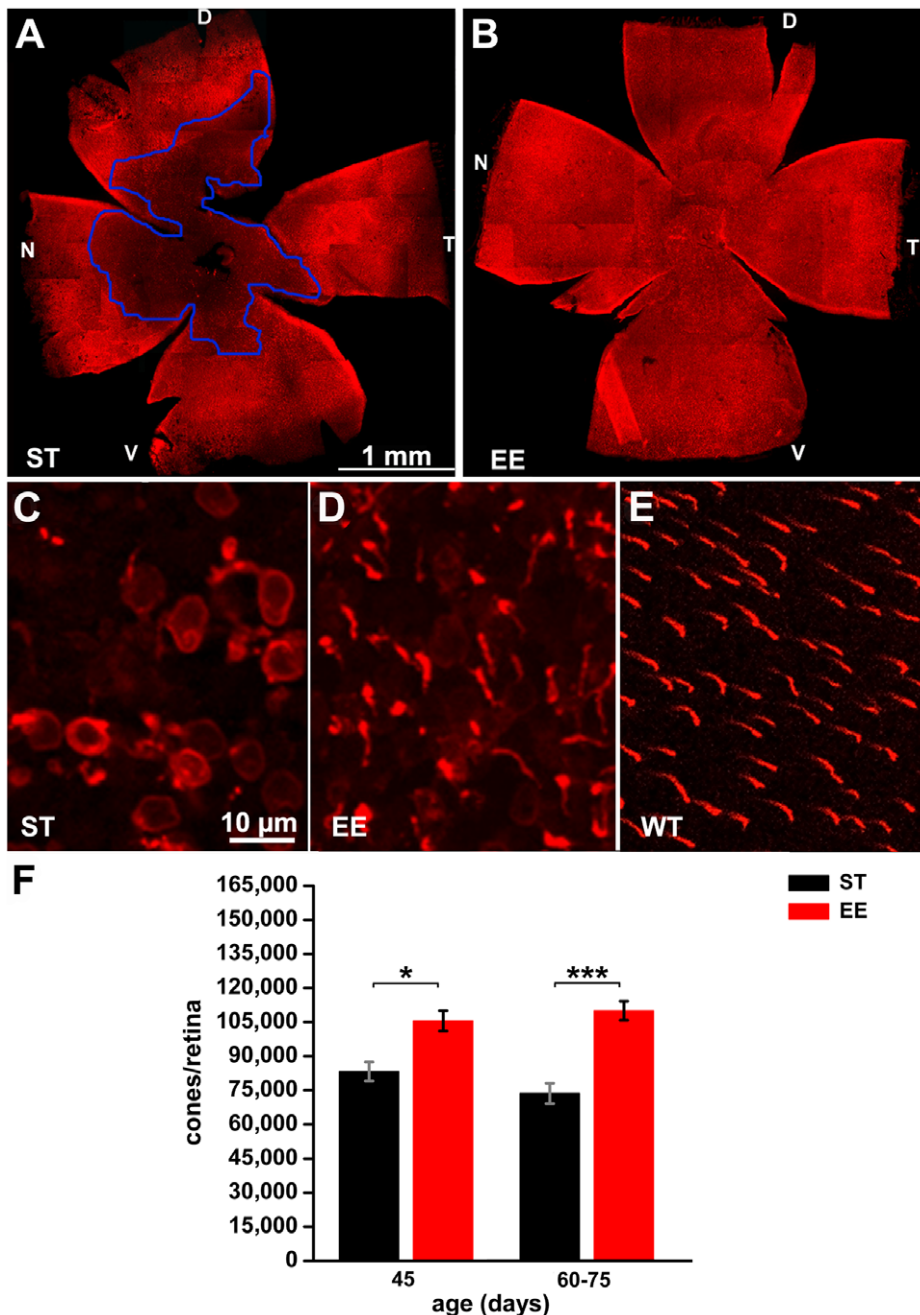 A
D
N
T
V
ST
1 mm
B
D
N
T
V
EE
C
ST
10 µm
D
EE
E
WT
F
165,000
150,000
135,000
120,000
105,000
90,000
75,000
60,000
45,000
30,000
15,000
0
cones/retina
*
***
ST
EE
45
60-75
age (days)